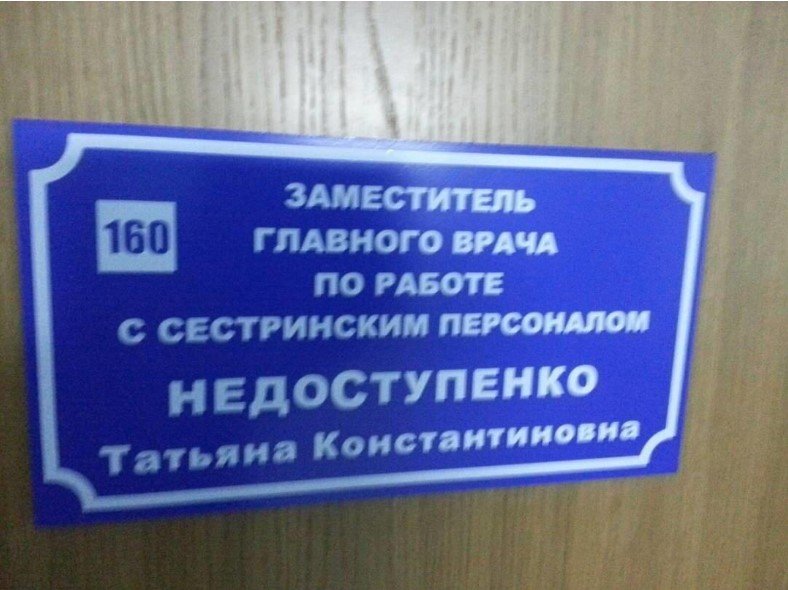 160
ЗАМЕСТИТЕЛЬ
ГЛАВНОГО ВРАЧА
ПО РАБОТЕ
С СЕСТРИНСКИМ ПЕРСОНАЛОМ
НЕДОСТУПЕНКО
Татьяна Константиновна